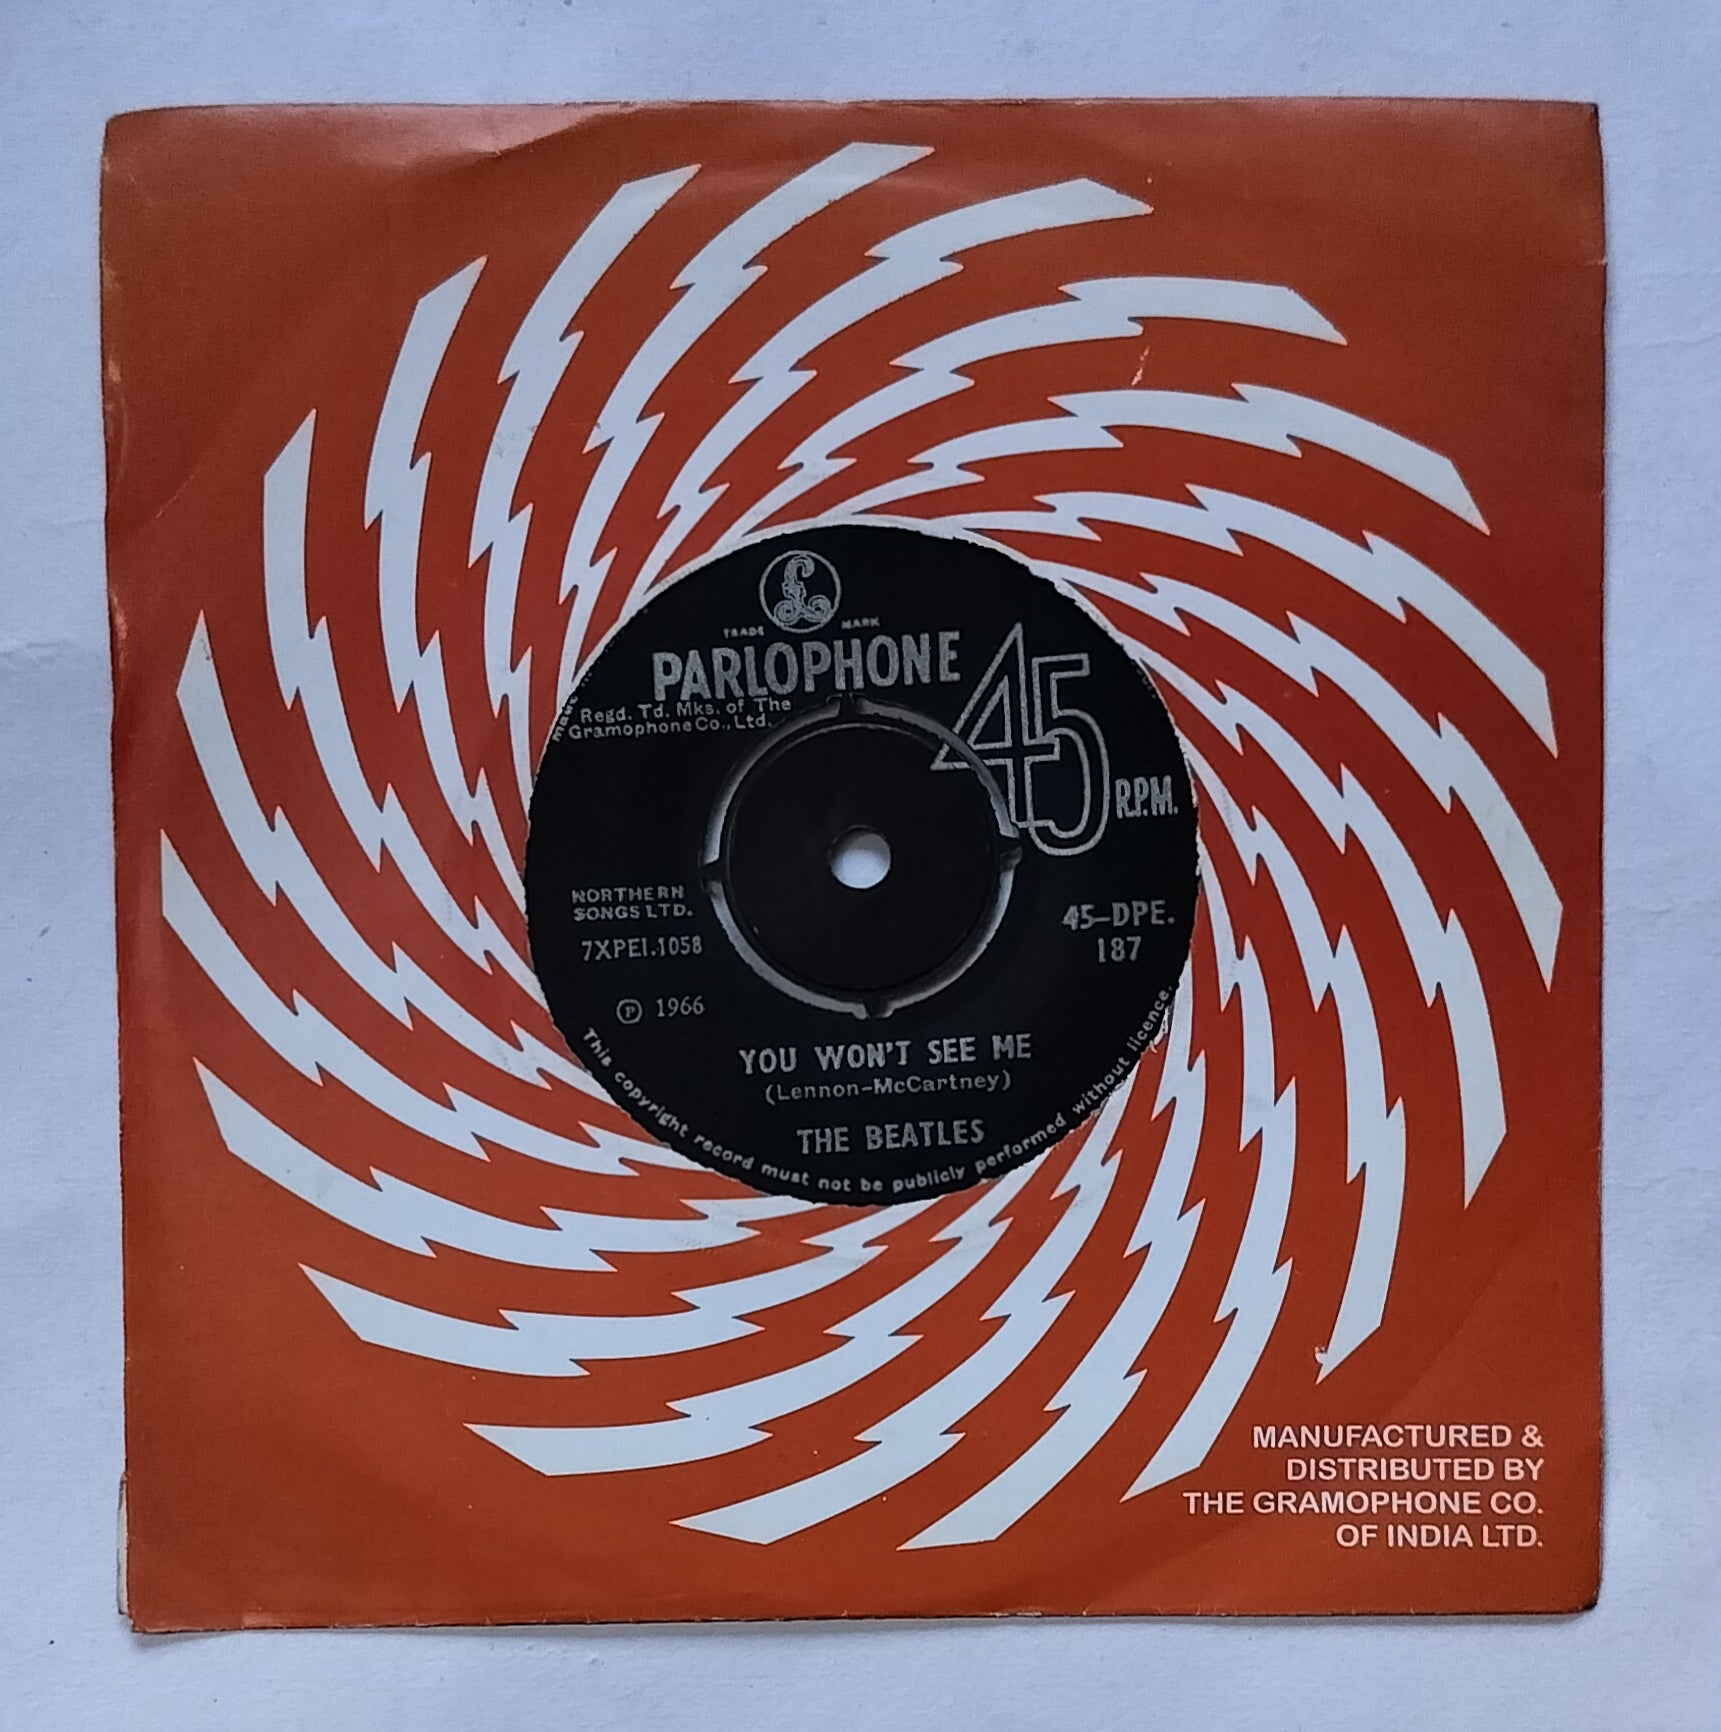 TRADE MARK
PARLOPHONE
Regd. Td. Mks. of The
Gramophone Co., Ltd.
45
R.P.M.
NORTHERN
SONGS LTD.
7XPEI.1058
45-DPE.
187
℗ 1966
YOU WON'T SEE ME
(Lennon-McCartney)
THE BEATLES
This copyright record must not be publicly performed without licence.
MANUFACTURED &
DISTRIBUTED BY
THE GRAMOPHONE CO.
OF INDIA LTD.